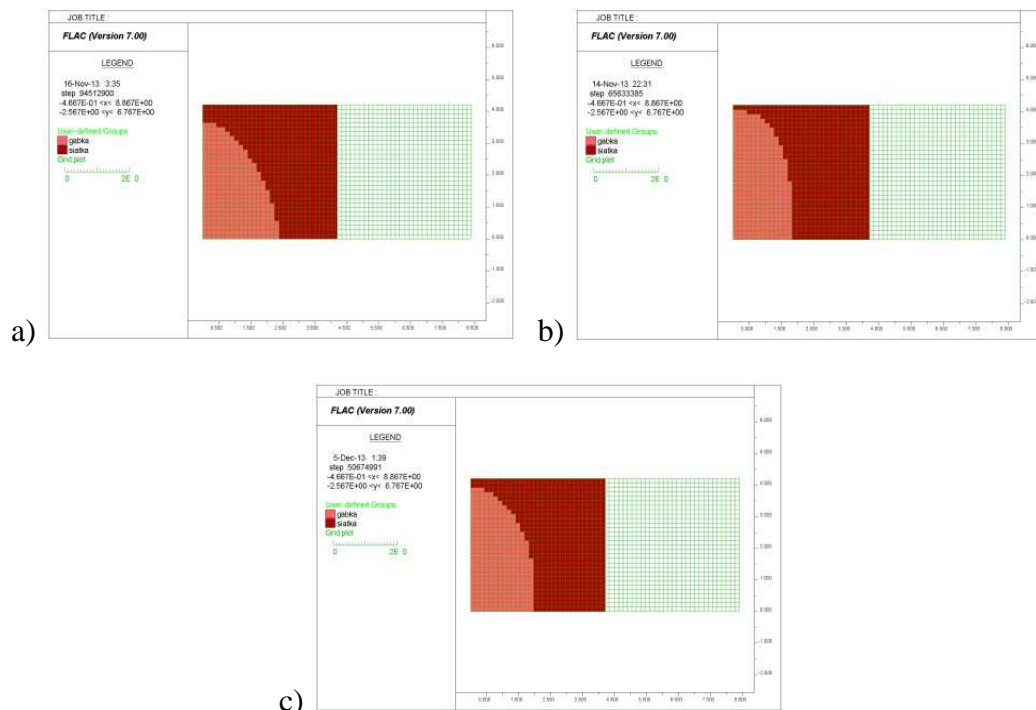 JOB TITLE :
FLAC (Version 7.00)
LEGEND
16-Nov-13 3:35
step 94512900
-4.667E-01 <x< 8.867E+00
-2.567E+00 <y< 6.767E+00
User-defined Groups
gabka
siatka
Grid plot
0 2E 0
a)
JOB TITLE :
FLAC (Version 7.00)
LEGEND
14-Nov-13 22:31
step 65633385
-4.667E-01 <x< 8.867E+00
-2.567E+00 <y< 6.767E+00
User-defined Groups
gabka
siatka
Grid plot
0 2E 0
b)
JOB TITLE :
FLAC (Version 7.00)
LEGEND
5-Dec-13 1:39
step 50674991
-4.667E-01 <x< 8.867E+00
-2.567E+00 <y< 6.767E+00
User-defined Groups
gabka
siatka
Grid plot
0 2E 0
c)